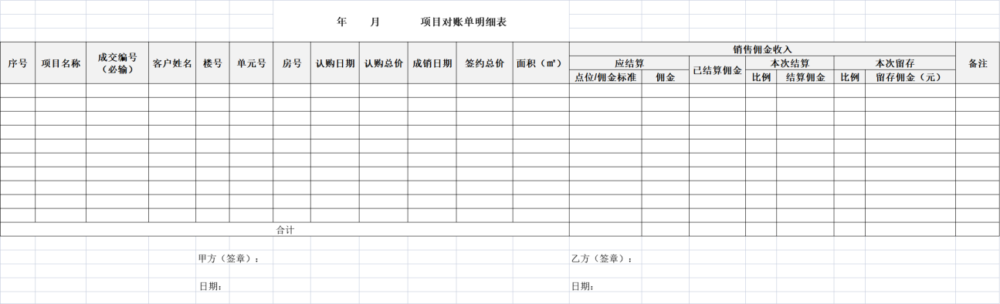 年 月 项目对账单明细表
序号 项目名称 成交编号（必输） 客户姓名 楼号 单元号 房号 认购日期 认购总价 成销日期 签约总价 面积（㎡） 销售佣金收入 备注
应结算 已结算佣金 本次结算 本次留存
点位/佣金标准 佣金 比例 结算佣金 比例 留存佣金（元）
合计
甲方（签章）： 乙方（签章）：
日期： 日期：